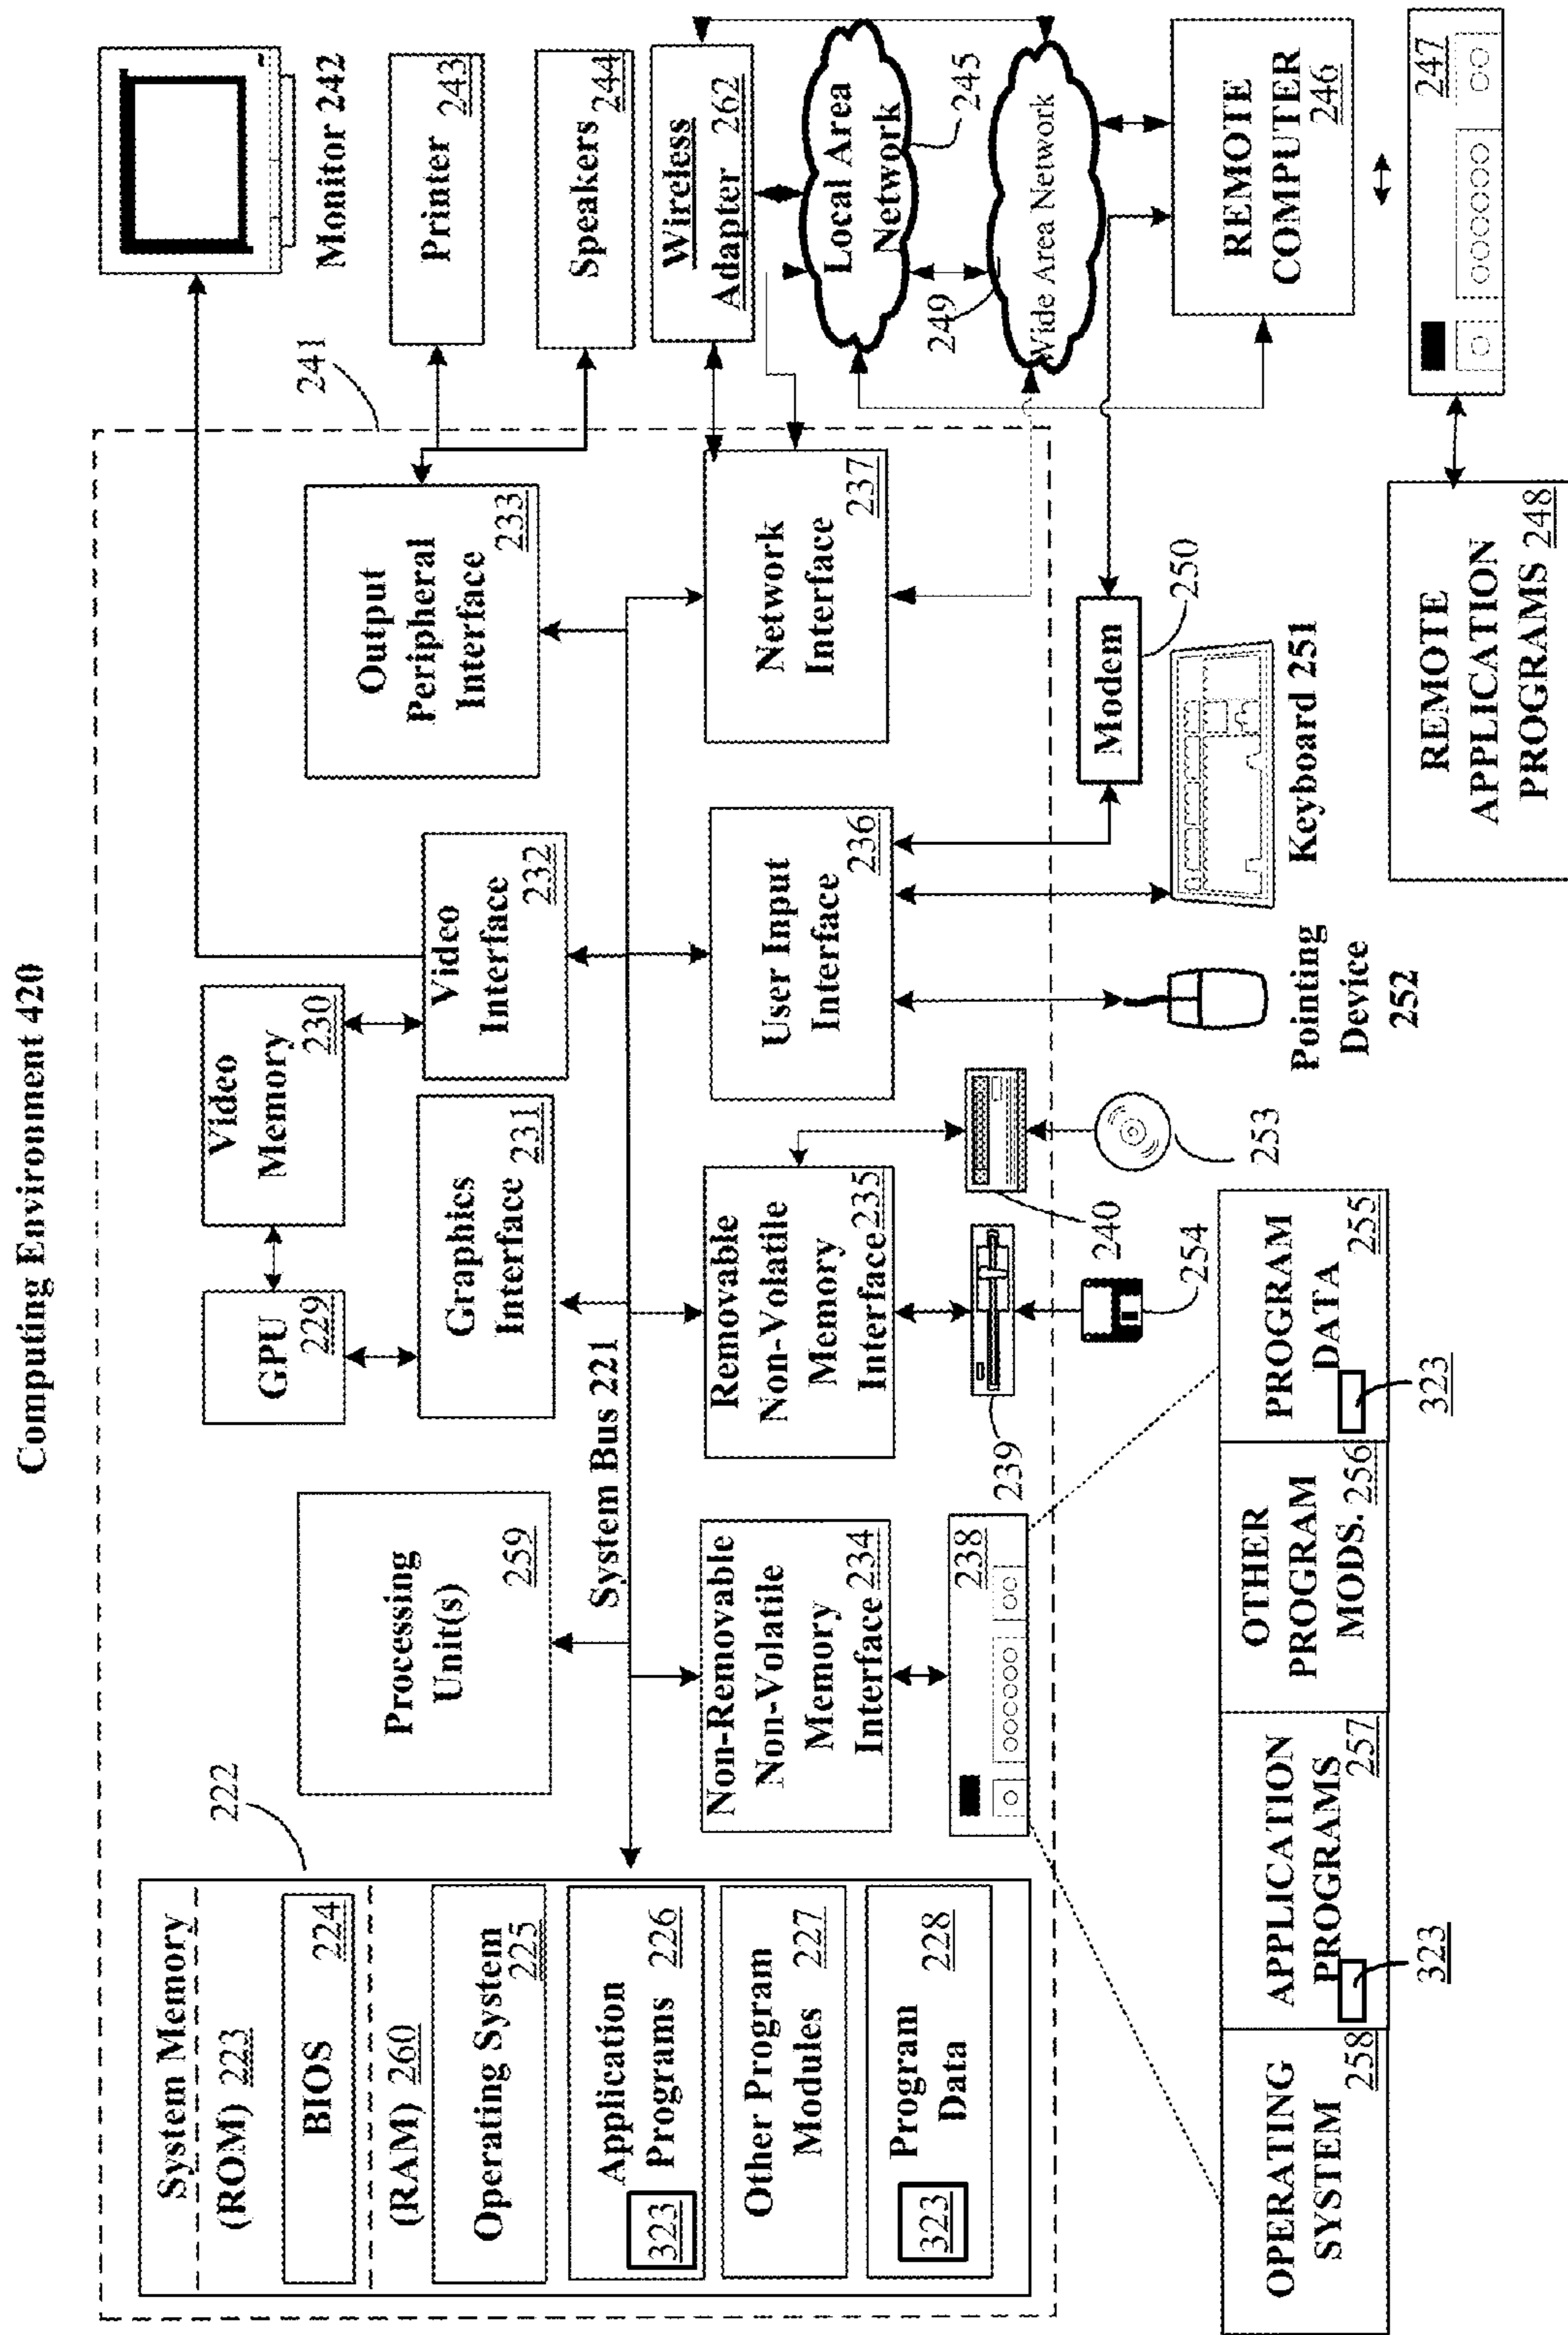 Computing Environment 420
222
System Memory
(ROM) 223
BIOS 224
(RAM) 260
Operating System
225
Application
Programs 226
323
Other Program
Modules 227
Program
Data 228
323
Processing
Unit(s)
259
GPU
229
Video
Memory
230
Graphics
Interface 231
Video
Interface
232
Output
Peripheral
Interface
233
241
System Bus 221
Non-Removable
Non-Volatile
Memory
Interface 234
Removable
Non-Volatile
Memory
Interface 235
User Input
Interface
236
Network
Interface
237
238
239
240
254
253
Pointing
Device
252
Keyboard 251
Modem
250
Monitor 242
Printer
243
Speakers
244
Wireless
Adapter 262
Local Area
Network
245
249
Wide Area Network
REMOTE
COMPUTER
246
247
REMOTE
APPLICATION
PROGRAMS 248
OPERATING
SYSTEM
258
APPLICATION
PROGRAMS
257
323
OTHER
PROGRAM
MODS. 256
PROGRAM
DATA
255
323